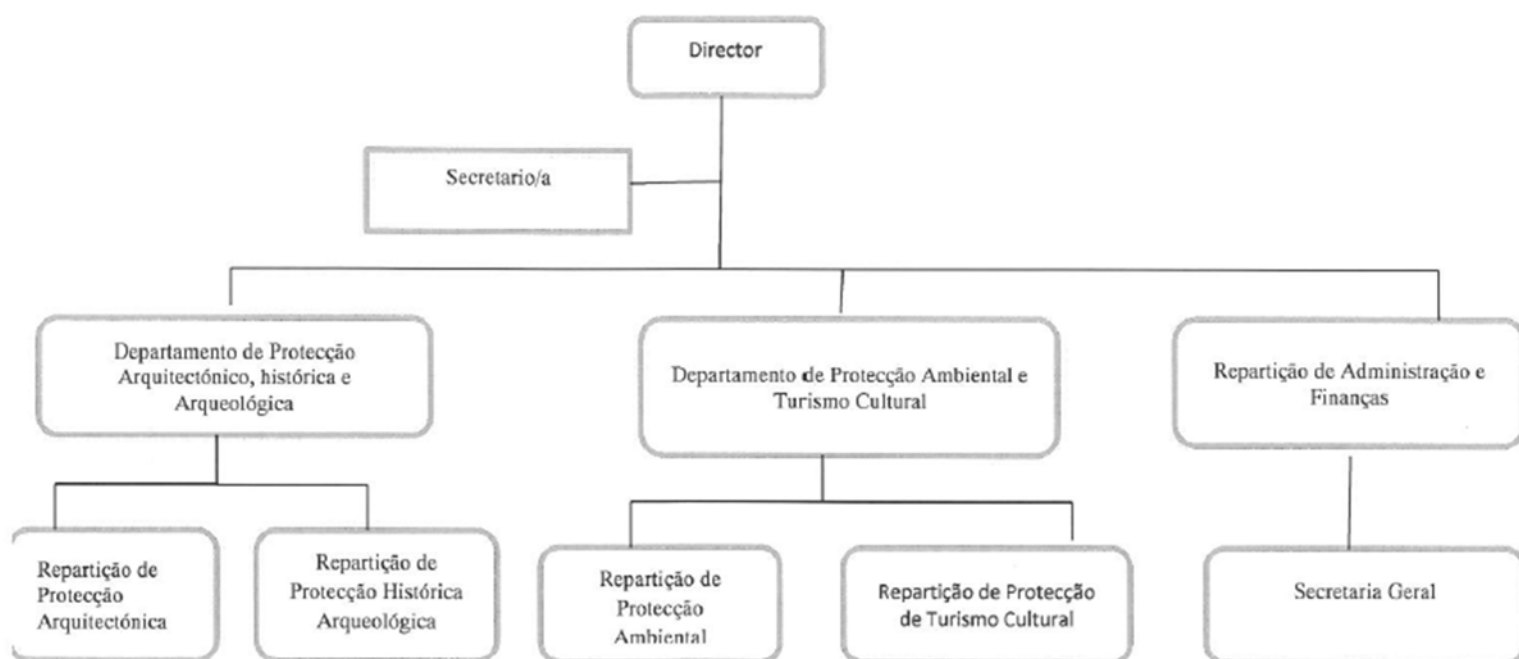 Director
Secretario/a
Departamento de Protecção
Arquitectónico, histórica e
Arqueológica
Departamento de Protecção Ambiental e
Turismo Cultural
Repartição de Administração e
Finanças
Repartição de
Protecção
Arquitectónica
Repartição de
Protecção Histórica
Arqueológica
Repartição de
Protecção
Ambiental
Repartição de Protecção
de Turismo Cultural
Secretaria Geral